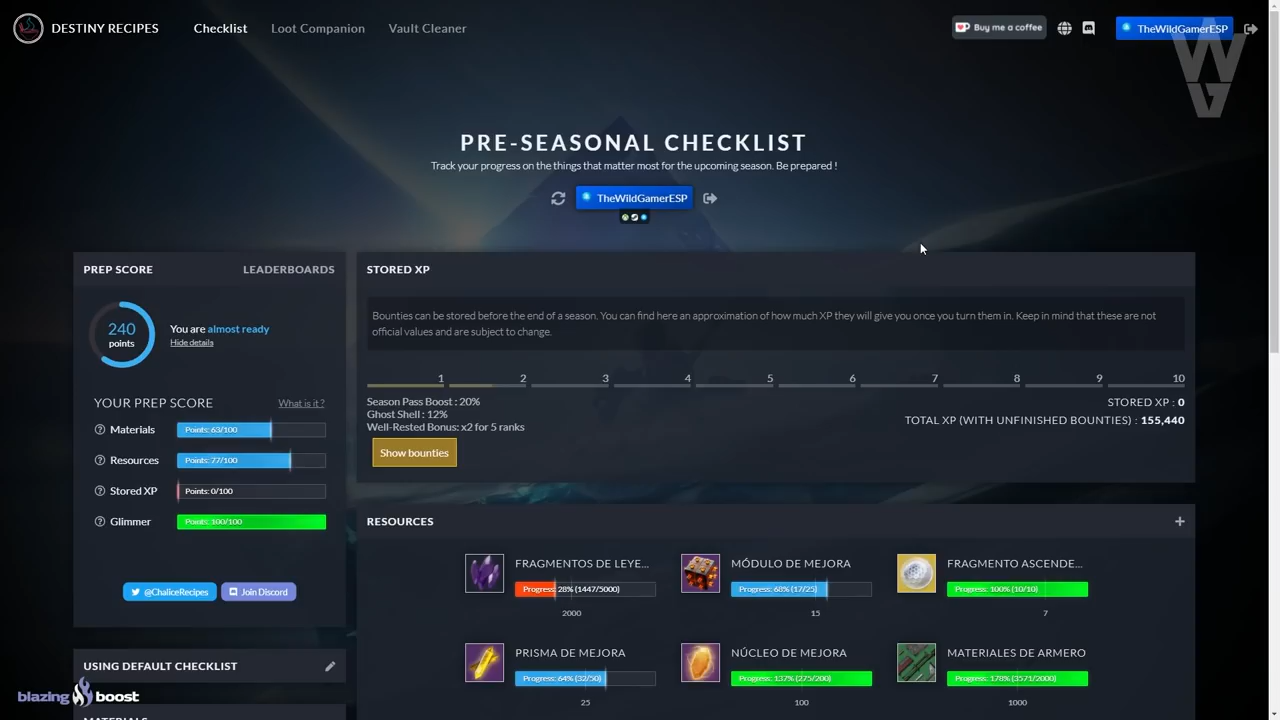 DESTINY RECIPES
Checklist
Loot Companion
Vault Cleaner
Buy me a coffee
TheWildGamerESP
PRE-SEASONAL CHECKLIST
Track your progress on the things that matter most for the upcoming season. Be prepared !
TheWildGamerESP
PREP SCORE
LEADERBOARDS
240
points
You are almost ready
Hide details
YOUR PREP SCORE
What is it ?
Materials
Points: 63/100
Resources
Points: 77/100
Stored XP
Points: 0/100
Glimmer
Points: 100/100
@ChaliceRecipes
Join Discord
USING DEFAULT CHECKLIST
MATERIALS
STORED XP
Bounties can be stored before the end of a season. You can find here an approximation of how much XP they will give you once you turn them in. Keep in mind that these are not
official values and are subject to change.
1 2 3 4 5 6 7 8 9 10
Season Pass Boost : 20%
Ghost Shell : 12%
Well-Rested Bonus: x2 for 5 ranks
STORED XP : 0
TOTAL XP (WITH UNFINISHED BOUNTIES) : 155,440
Show bounties
RESOURCES
FRAGMENTOS DE LEYE...
Progress: 28% (1447/5000)
2000
MÓDULO DE MEJORA
Progress: 68% (17/25)
15
FRAGMENTO ASCENDE...
Progress: 100% (10/10)
7
PRISMA DE MEJORA
Progress: 64% (32/50)
25
NÚCLEO DE MEJORA
Progress: 137% (275/200)
100
MATERIALES DE ARMERO
Progress: 178% (3571/2000)
1000
blazing boost
WG